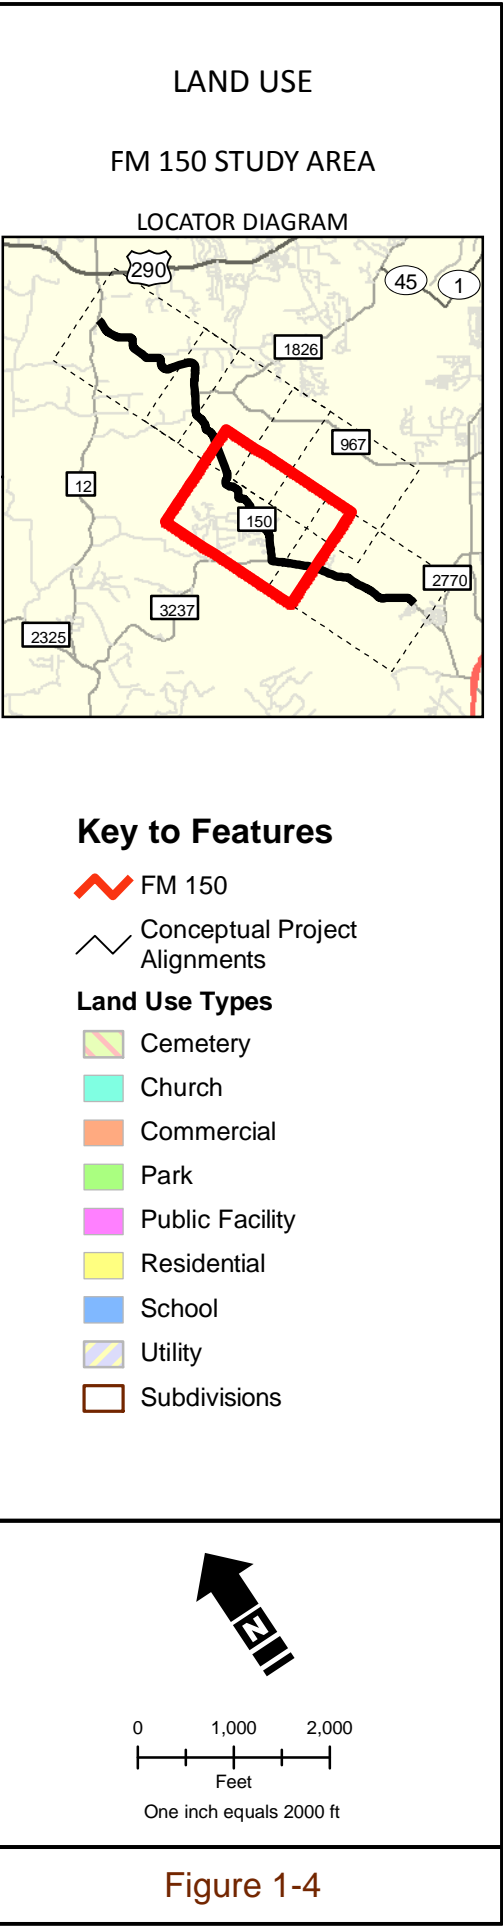 LAND USE
FM 150 STUDY AREA
LOCATOR DIAGRAM
290
45
1
1826
967
12
150
2770
3237
2325
Key to Features
FM 150
Conceptual Project
Alignments
Land Use Types
Cemetery
Church
Commercial
Park
Public Facility
Residential
School
Utility
Subdivisions
N
0 1,000 2,000
Feet
One inch equals 2000 ft
Figure 1-4